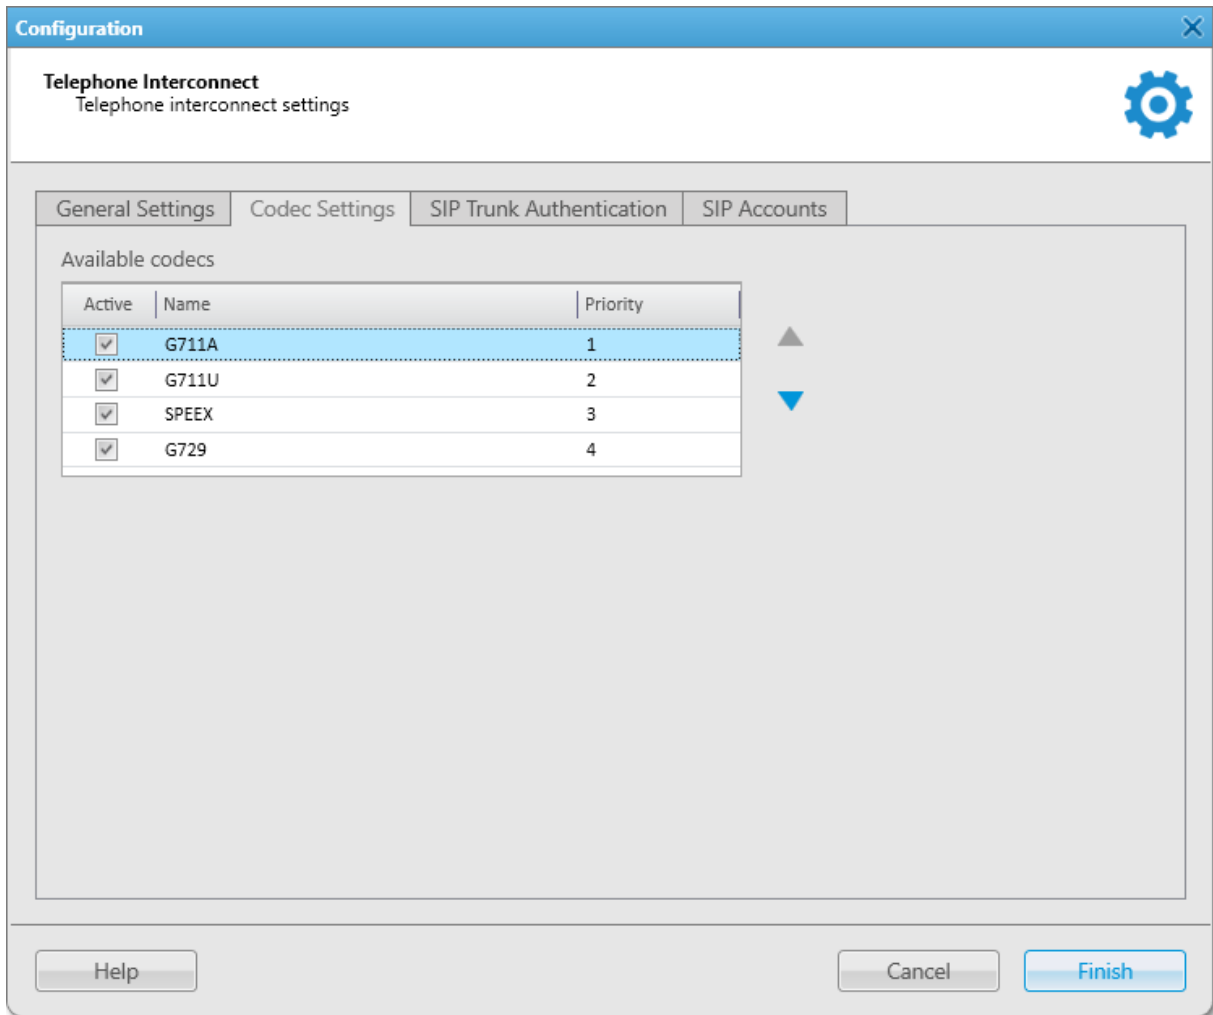 Configuration
Telephone Interconnect
Telephone interconnect settings
General Settings Codec Settings SIP Trunk Authentication SIP Accounts
Available codecs
Active Name Priority
G711A 1
G711U 2
SPEEX 3
G729 4
Help Cancel Finish